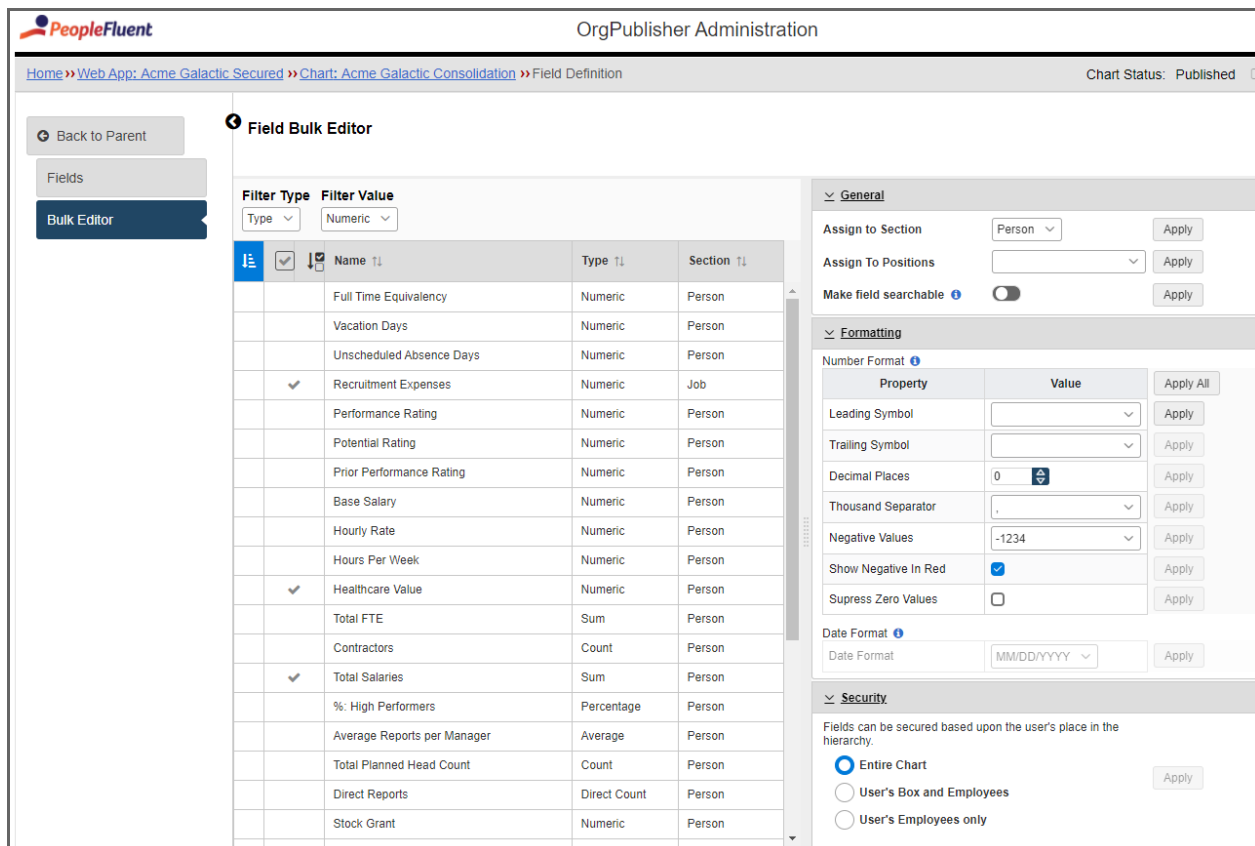 PeopleFluent
OrgPublisher Administration
Home » Web App: Acme Galactic Secured » Chart: Acme Galactic Consolidation » Field Definition
Chart Status: Published
Back to Parent
Fields
Bulk Editor
Field Bulk Editor
Filter Type Filter Value
Type Numeric
Name Type Section
Full Time Equivalency Numeric Person
Vacation Days Numeric Person
Unscheduled Absence Days Numeric Person
Recruitment Expenses Numeric Job
Performance Rating Numeric Person
Potential Rating Numeric Person
Prior Performance Rating Numeric Person
Base Salary Numeric Person
Hourly Rate Numeric Person
Hours Per Week Numeric Person
Healthcare Value Numeric Person
Total FTE Sum Person
Contractors Count Person
Total Salaries Sum Person
%: High Performers Percentage Person
Average Reports per Manager Average Person
Total Planned Head Count Count Person
Direct Reports Direct Count Person
Stock Grant Numeric Person
General
Assign to Section Person Apply
Assign To Positions Apply
Make field searchable Apply
Formatting
Number Format
Property Value Apply All
Leading Symbol Apply
Trailing Symbol Apply
Decimal Places 0 Apply
Thousand Separator , Apply
Negative Values -1234 Apply
Show Negative In Red Apply
Supress Zero Values Apply
Date Format
Date Format MM/DD/YYYY Apply
Security
Fields can be secured based upon the user's place in the
hierarchy.
Entire Chart
Apply
User's Box and Employees
User's Employees only